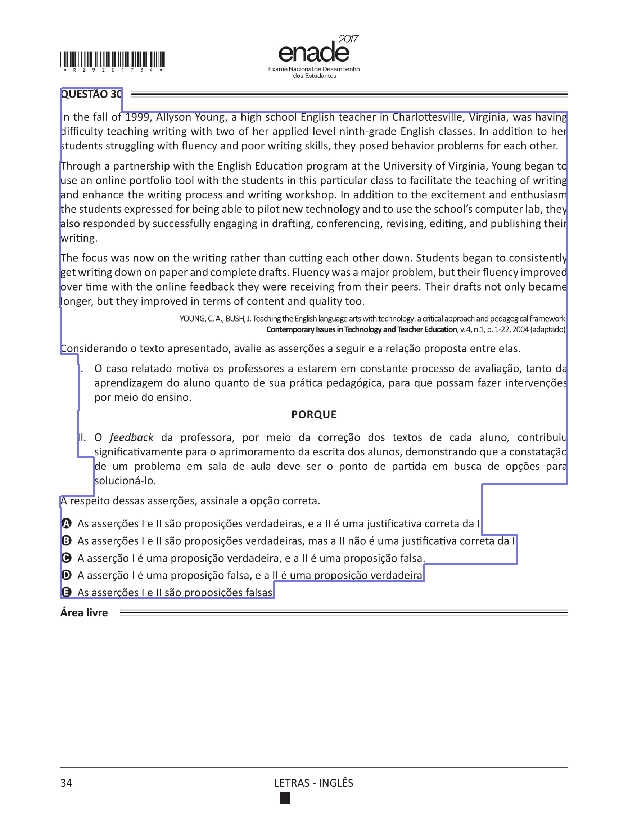 *R29201754*
2017
enade
Exame Nacional de Desempenho
dos Estudantes
QUESTÃO 30
In the fall of 1999, Allyson Young, a high school English teacher in Charlottesville, Virginia, was having
difficulty teaching writing with two of her applied level ninth-grade English classes. In addition to her
students struggling with fluency and poor writing skills, they posed behavior problems for each other.
Through a partnership with the English Education program at the University of Virginia, Young began to
use an online portfolio tool with the students in this particular class to facilitate the teaching of writing
and enhance the writing process and writing workshop. In addition to the excitement and enthusiasm
the students expressed for being able to pilot new technology and to use the school's computer lab, they
also responded by successfully engaging in drafting, conferencing, revising, editing, and publishing their
writing.
The focus was now on the writing rather than cutting each other down. Students began to consistently
get writing down on paper and complete drafts. Fluency was a major problem, but their fluency improved
over time with the online feedback they were receiving from their peers. Their drafts not only became
longer, but they improved in terms of content and quality too.
YOUNG, C. A.; BUSH, J. Teaching the English language arts with technology: a critical approach and pedagogical framework.
Contemporary Issues in Technology and Teacher Education, v. 4, n.1, p. 1-22, 2004 (adaptado).
Considerando o texto apresentado, avalie as asserções a seguir e a relação proposta entre elas.
I. O caso relatado motiva os professores a estarem em constante processo de avaliação, tanto da
aprendizagem do aluno quanto de sua prática pedagógica, para que possam fazer intervenções
por meio do ensino.
PORQUE
II. O feedback da professora, por meio da correção dos textos de cada aluno, contribuiu
significativamente para o aprimoramento da escrita dos alunos, demonstrando que a constatação
de um problema em sala de aula deve ser o ponto de partida em busca de opções para
solucioná-lo.
A respeito dessas asserções, assinale a opção correta.
A As asserções I e II são proposições verdadeiras, e a II é uma justificativa correta da I.
B As asserções I e II são proposições verdadeiras, mas a II não é uma justificativa correta da I.
C A asserção I é uma proposição verdadeira, e a II é uma proposição falsa.
D A asserção I é uma proposição falsa, e a II é uma proposição verdadeira.
E As asserções I e II são proposições falsas.
Área livre
34
LETRAS - INGLÊS